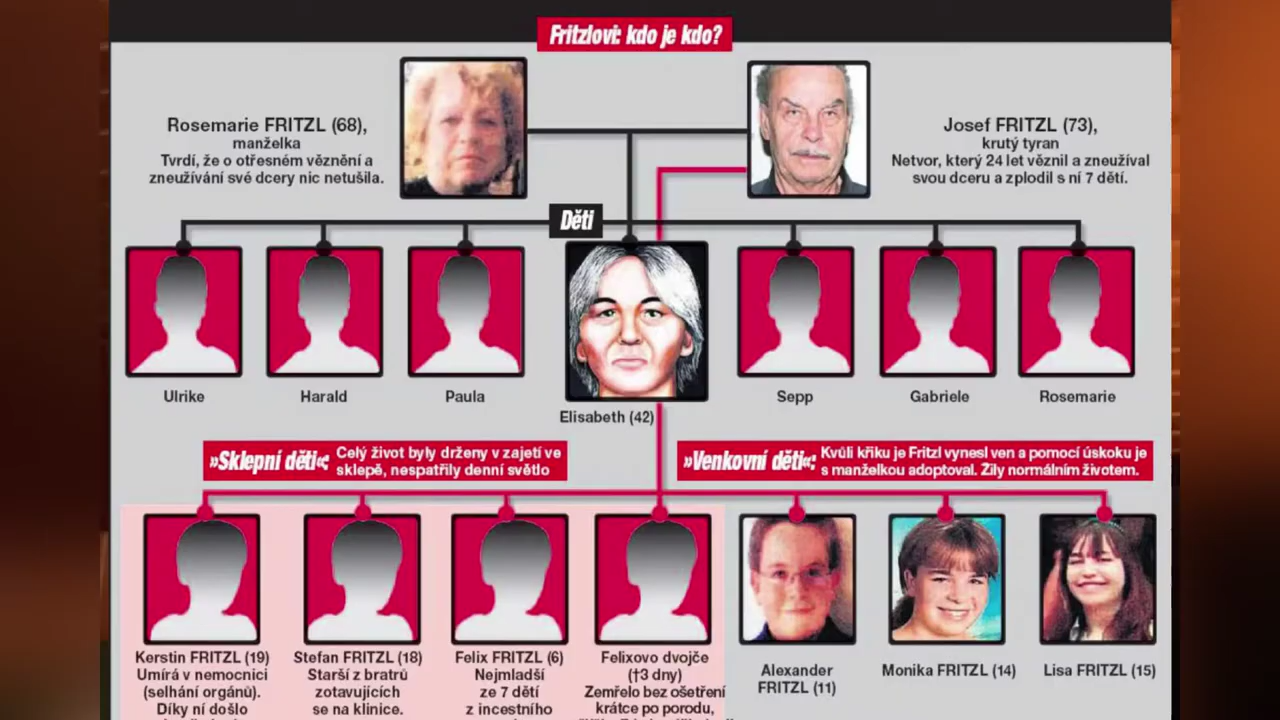 Fritzlovi: kdo je kdo?
Rosemarie FRITZL (68),
manželka
Tvrdí, že o otřesném věznění a
zneužívání své dcery nic netušila.
Josef FRITZL (73),
krutý tyran
Netvor, který 24 let věznil a zneužíval
svou dceru a zplodil s ní 7 dětí.
Děti
Ulrike
Harald
Paula
Elisabeth (42)
Sepp
Gabriele
Rosemarie
»Sklepní děti«:
Celý život byly drženy v zajetí ve
sklepě, nespatřily denní světlo
»Venkovní děti«:
Kvůli křiku je Fritzl vynesl ven a pomocí úskoku je
s manželkou adoptoval. Žily normálním životem.
Kerstin FRITZL (19)
Umírá v nemocnici
(selhání orgánů).
Díky ní došlo
Stefan FRITZL (18)
Starší z bratrů
zotavujících
se na klinice.
Felix FRITZL (6)
Nejmladší
ze 7 dětí
z incestního
Felixovo dvojče
(†3 dny)
Zemřelo bez ošetření
krátce po porodu,
Alexander
FRITZL (11)
Monika FRITZL (14)
Lisa FRITZL (15)